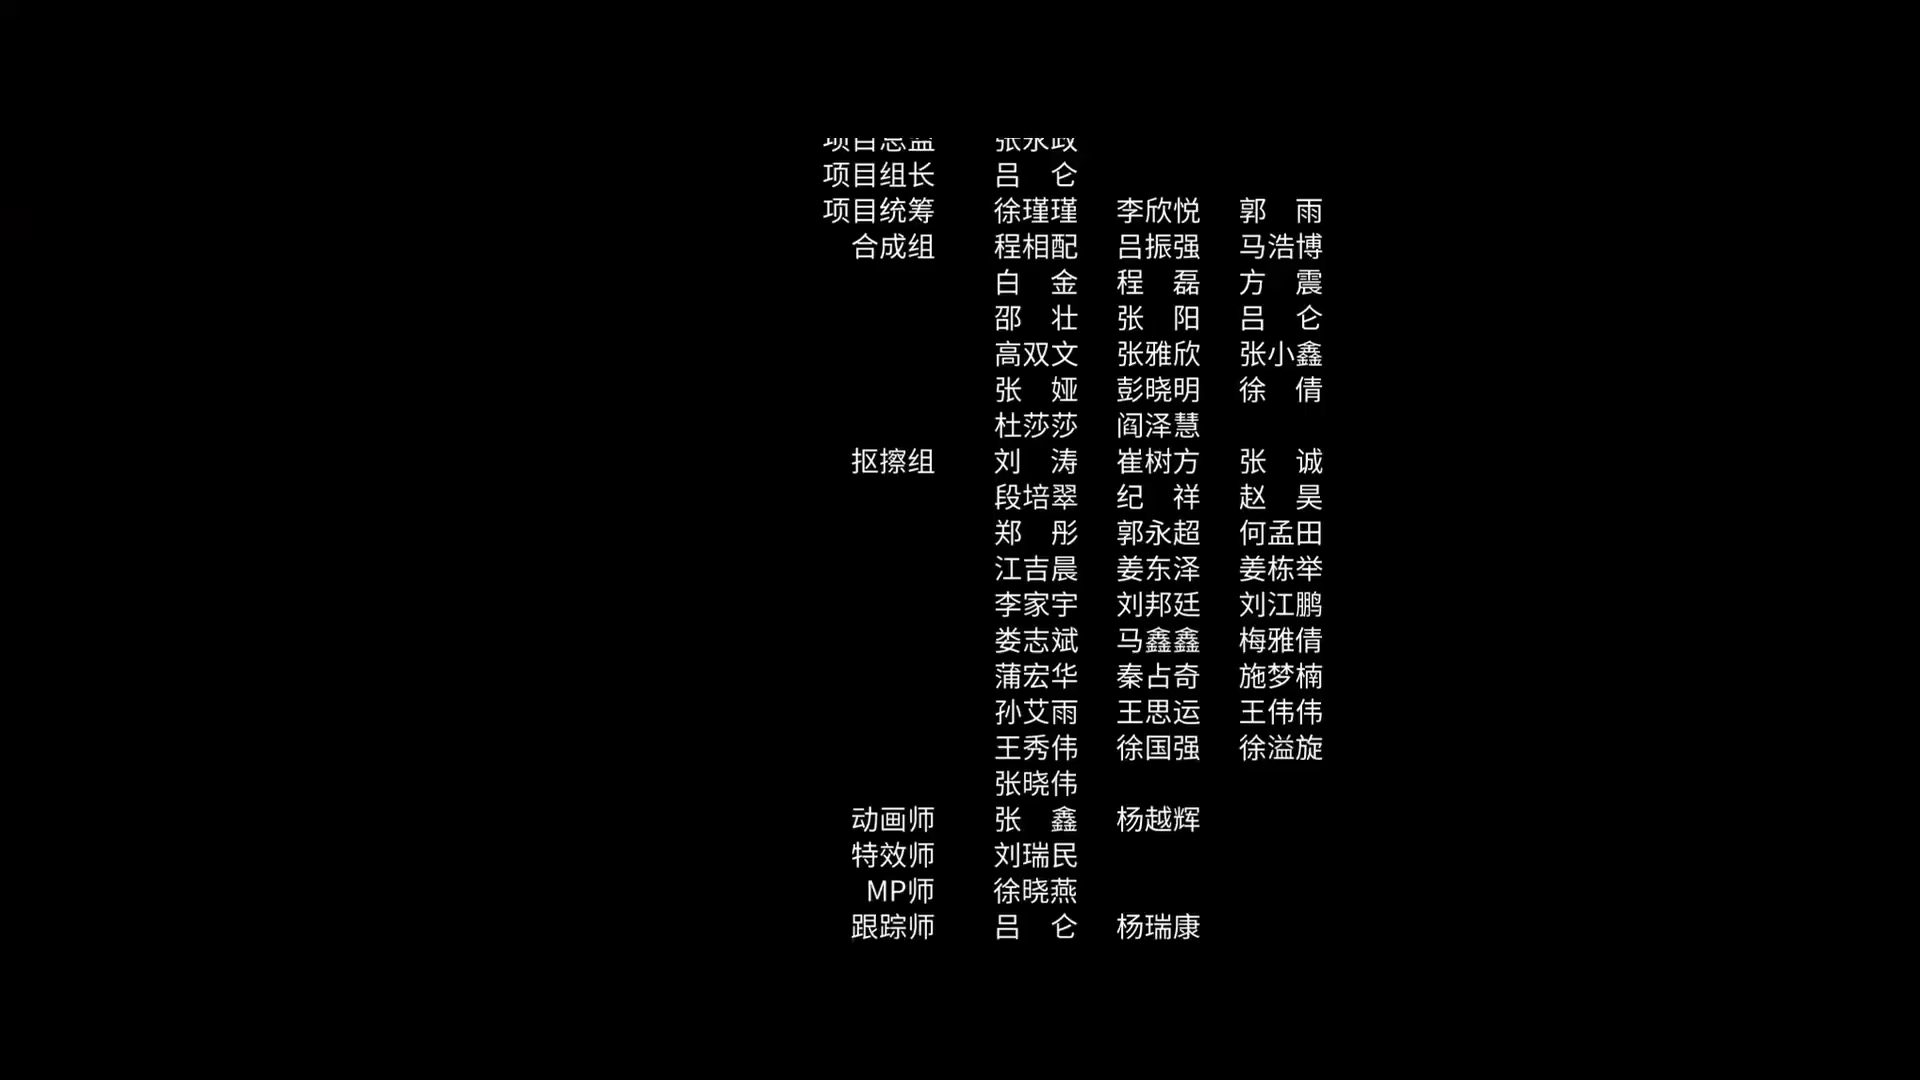 项目总监 张永政
项目组长 吕 仑
项目统筹 徐瑾瑾 李欣悦 郭 雨
合成组 程相配 吕振强 马浩博
白 金 程 磊 方 震
邵 壮 张 阳 吕 仑
高双文 张雅欣 张小鑫
张 娅 彭晓明 徐 倩
杜莎莎 阎泽慧
抠擦组 刘 涛 崔树方 张 诚
段培翠 纪 祥 赵 昊
郑 彤 郭永超 何孟田
江吉晨 姜东泽 姜栋举
李家宇 刘邦廷 刘江鹏
娄志斌 马鑫鑫 梅雅倩
蒲宏华 秦占奇 施梦楠
孙艾雨 王思运 王伟伟
王秀伟 徐国强 徐溢旋
张晓伟
动画师 张 鑫 杨越辉
特效师 刘瑞民
MP师 徐晓燕
跟踪师 吕 仑 杨瑞康